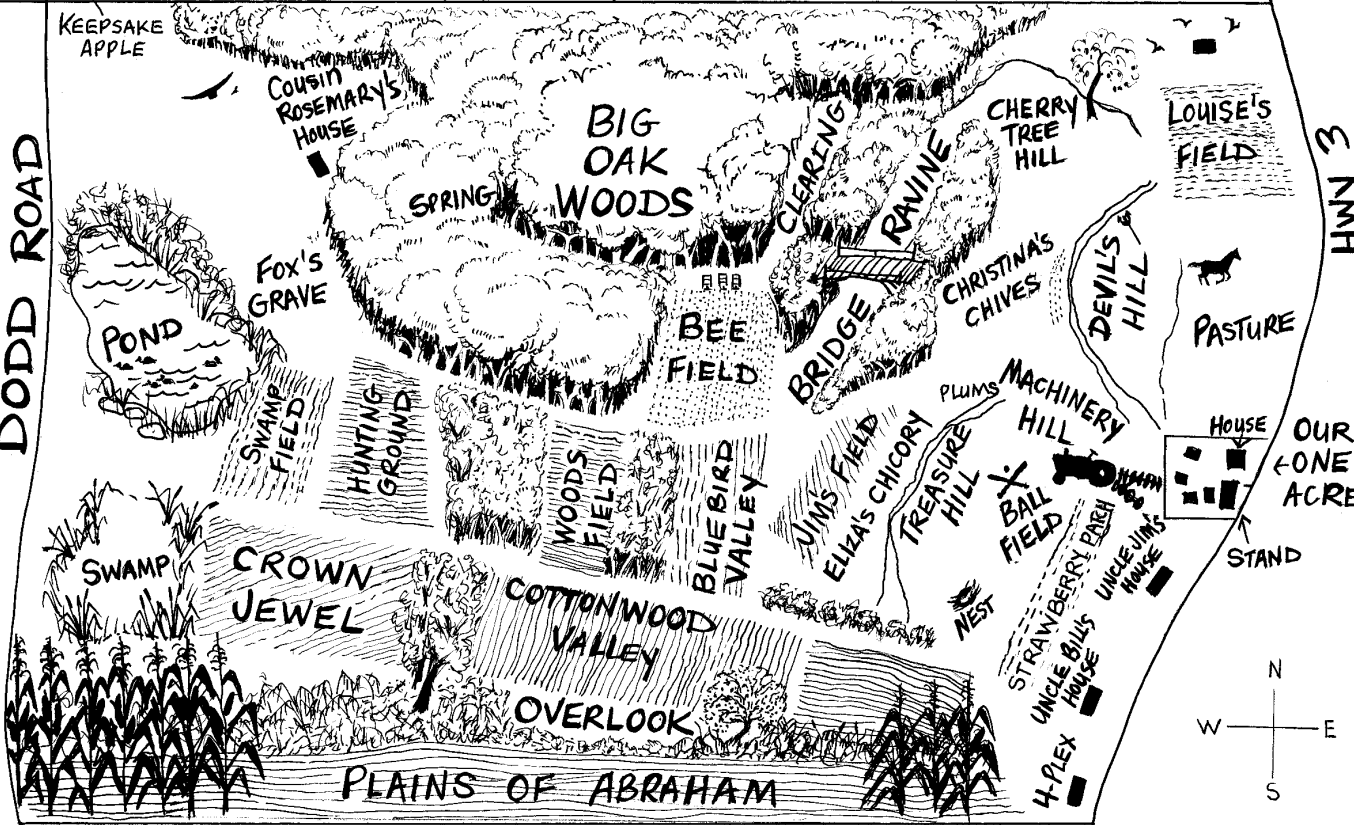 KEEPSAKE
APPLE
COUSIN
ROSEMARY'S
HOUSE
BIG
OAK
WOODS
SPRING
CLEARING
RAVINE
BRIDGE
CHERRY
TREE
HILL
LOUISE'S
FIELD
HWY 3
DODD ROAD
POND
FOX'S
GRAVE
BEE
FIELD
CHRISTINA'S
CHIVES
DEVIL'S
HILL
PASTURE
SWAMP
FIELD
HUNTING
GROUND
WOODS
FIELD
BLUEBIRD
VALLEY
JIM'S FIELD
ELIZA'S CHICORY
TREASURE
HILL
PLUMS
MACHINERY
HILL
BALL
FIELD
HOUSE
OUR
ONE
ACRE
STAND
SWAMP
CROWN
JEWEL
COTTONWOOD
VALLEY
NEST
STRAWBERRY PARH
UNCLE JIM'S
HOUSE
UNCLE BILL'S
HOUSE
4-PLEX
OVERLOOK
PLAINS OF ABRAHAM
N
W E
S